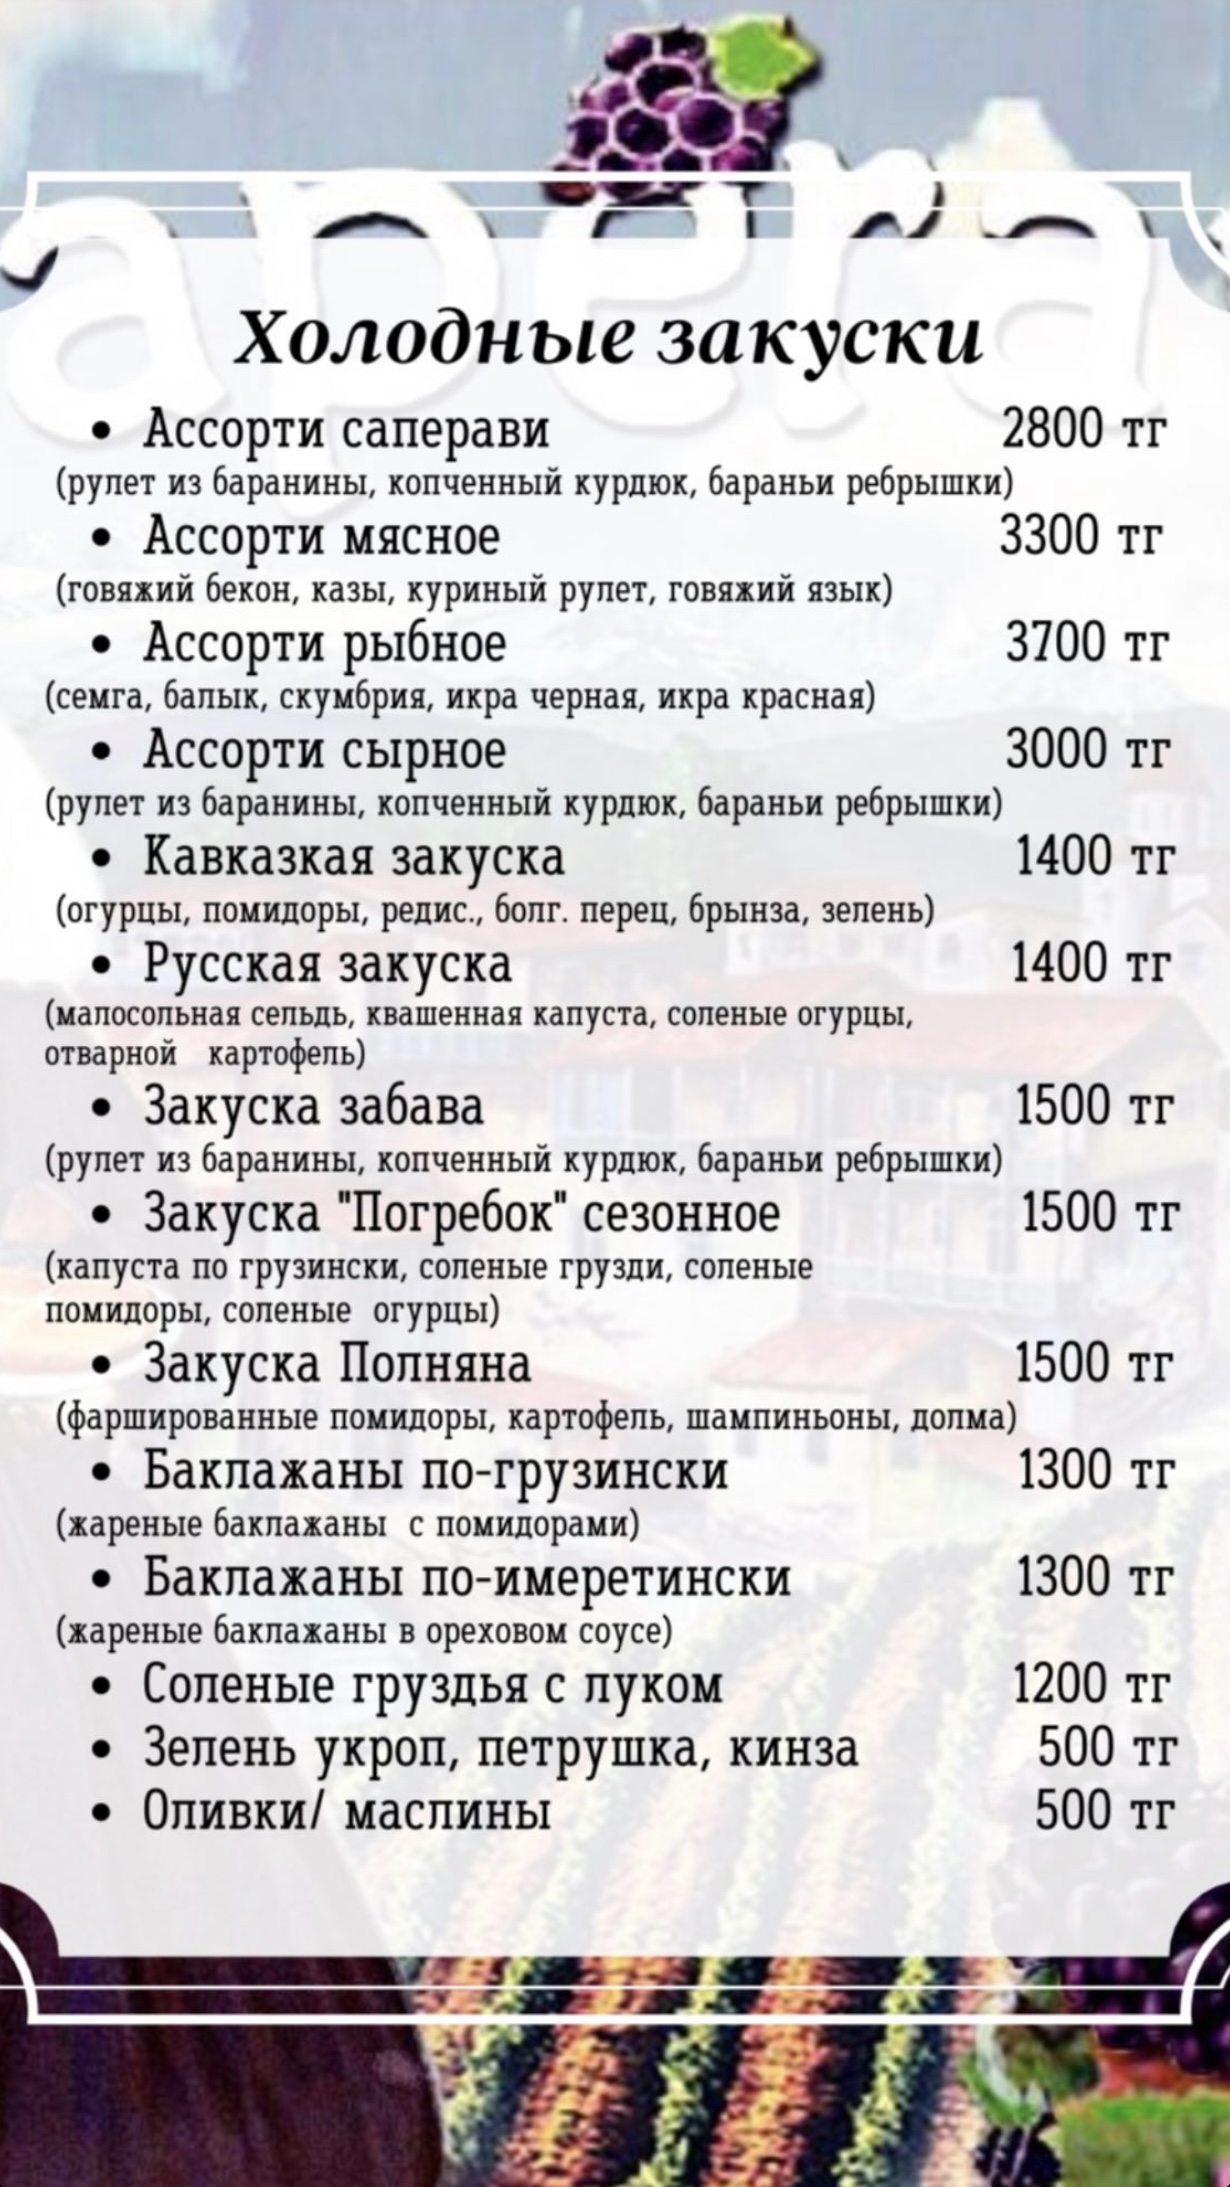 apera
Холодные закуски
• Ассорти саперави 2800 тг
(рулет из баранины, копченный курдюк, бараньи ребрышки)
• Ассорти мясное 3300 тг
(говяжий бекон, казы, куриный рулет, говяжий язык)
• Ассорти рыбное 3700 тг
(семга, балык, скумбрия, икра черная, икра красная)
• Ассорти сырное 3000 тг
(рулет из баранины, копченный курдюк, бараньи ребрышки)
• Кавказкая закуска 1400 тг
(огурцы, помидоры, редис., болг. перец, брынза, зелень)
• Русская закуска 1400 тг
(малосольная сельдь, квашенная капуста, соленые огурцы,
отварной картофель)
• Закуска забава 1500 тг
(рулет из баранины, копченный курдюк, бараньи ребрышки)
• Закуска "Погребок" сезонное 1500 тг
(капуста по грузински, соленые грузди, соленые
помидоры, соленые огурцы)
• Закуска Полняна 1500 тг
(фаршированные помидоры, картофель, шампиньоны, долма)
• Баклажаны по-грузински 1300 тг
(жареные баклажаны с помидорами)
• Баклажаны по-имеретински 1300 тг
(жареные баклажаны в ореховом соусе)
• Соленые груздья с луком 1200 тг
• Зелень укроп, петрушка, кинза 500 тг
• Оливки/ маслины 500 тг